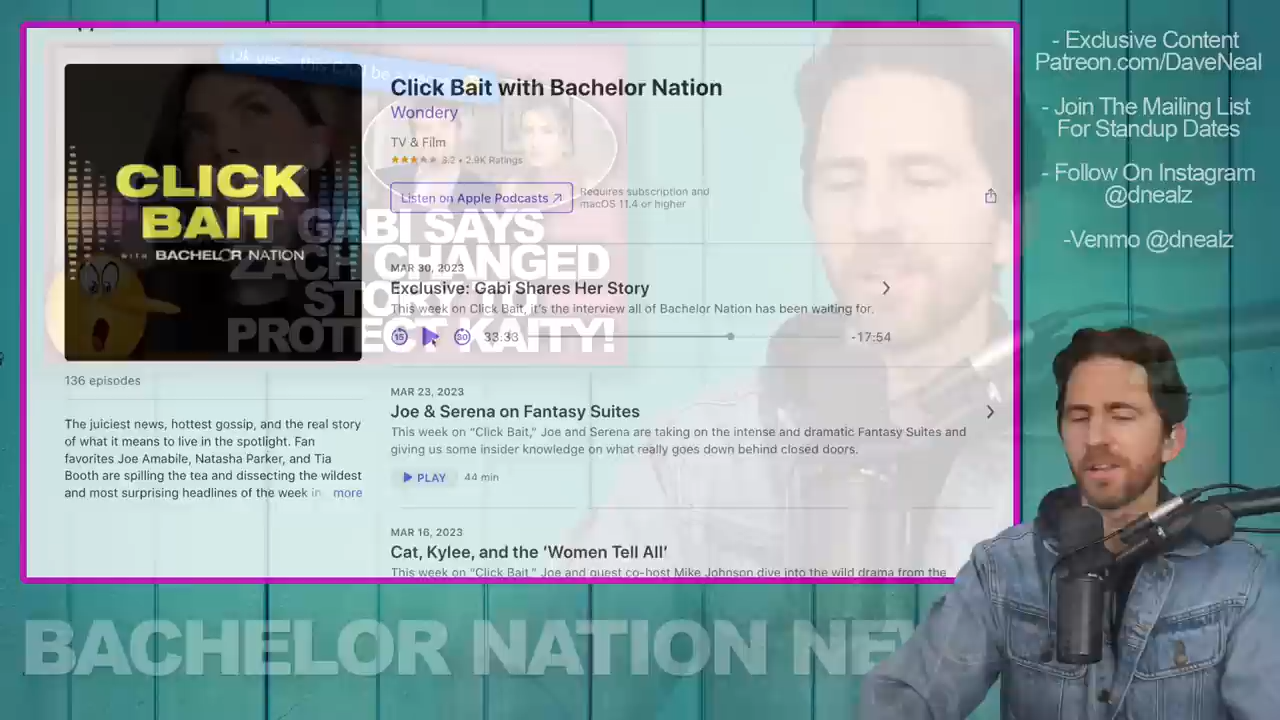 Click Bait with Bachelor Nation
Wondery
TV & Film
3.2 • 2.9K Ratings
Listen on Apple Podcasts
Requires subscription and
macOS 11.4 or higher
CLICK
BAIT
WITH BACHELOR NATION
GABI SAYS
ZACH CHANGED
PROTECT KAITY!
MAR 30, 2023
Exclusive: Gabi Shares Her Story
This week on Click Bait, it's the interview all of Bachelor Nation has been waiting for.
15
30
33:33
-17:54
136 episodes
The juiciest news, hottest gossip, and the real story
of what it means to live in the spotlight. Fan
favorites Joe Amabile, Natasha Parker, and Tia
Booth are spilling the tea and dissecting the wildest
and most surprising headlines of the week in more
MAR 23, 2023
Joe & Serena on Fantasy Suites
This week on "Click Bait," Joe and Serena are taking on the intense and dramatic Fantasy Suites and
giving us some insider knowledge on what really goes down behind closed doors.
PLAY
44 min
MAR 16, 2023
Cat, Kylee, and the 'Women Tell All'
This week on "Click Bait," Joe and guest co-host Mike Johnson dive into the wild drama from the
- Exclusive Content
Patreon.com/DaveNeal
- Join The Mailing List
For Standup Dates
- Follow On Instagram
@dnealz
-Venmo @dnealz
BACHELOR NATION NE